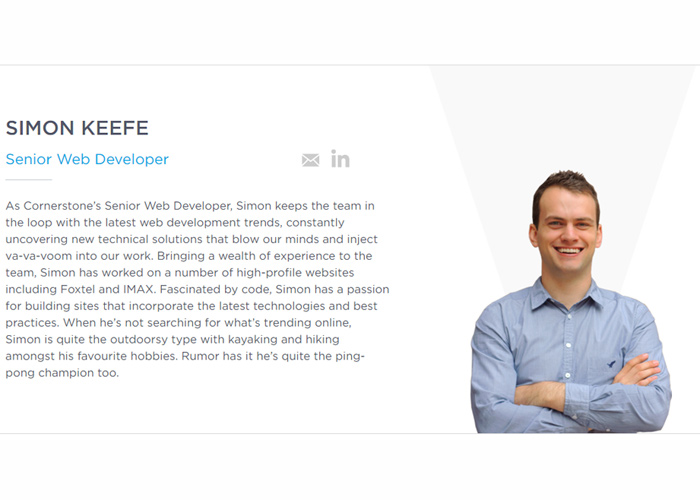 SIMON KEEFE
Senior Web Developer
in
As Cornerstone's Senior Web Developer, Simon keeps the team in
the loop with the latest web development trends, constantly
uncovering new technical solutions that blow our minds and inject
va-va-voom into our work. Bringing a wealth of experience to the
team, Simon has worked on a number of high-profile websites
including Foxtel and IMAX. Fascinated by code, Simon has a passion
for building sites that incorporate the latest technologies and best
practices. When he's not searching for what's trending online,
Simon is quite the outdoorsy type with kayaking and hiking
amongst his favourite hobbies. Rumor has it he's quite the ping-
pong champion too.